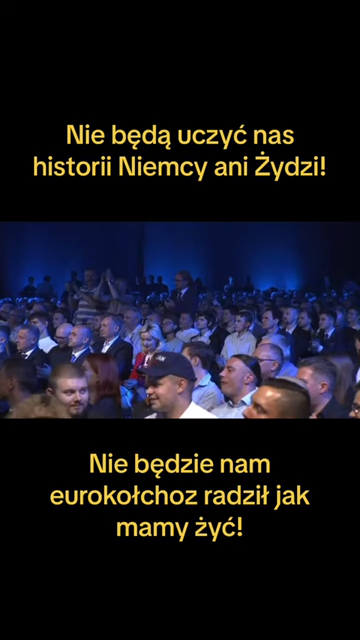 Nie będą uczyć nas
historii Niemcy ani Żydzi!
Nie będzie nam
eurokołchoz radził jak
mamy żyć!